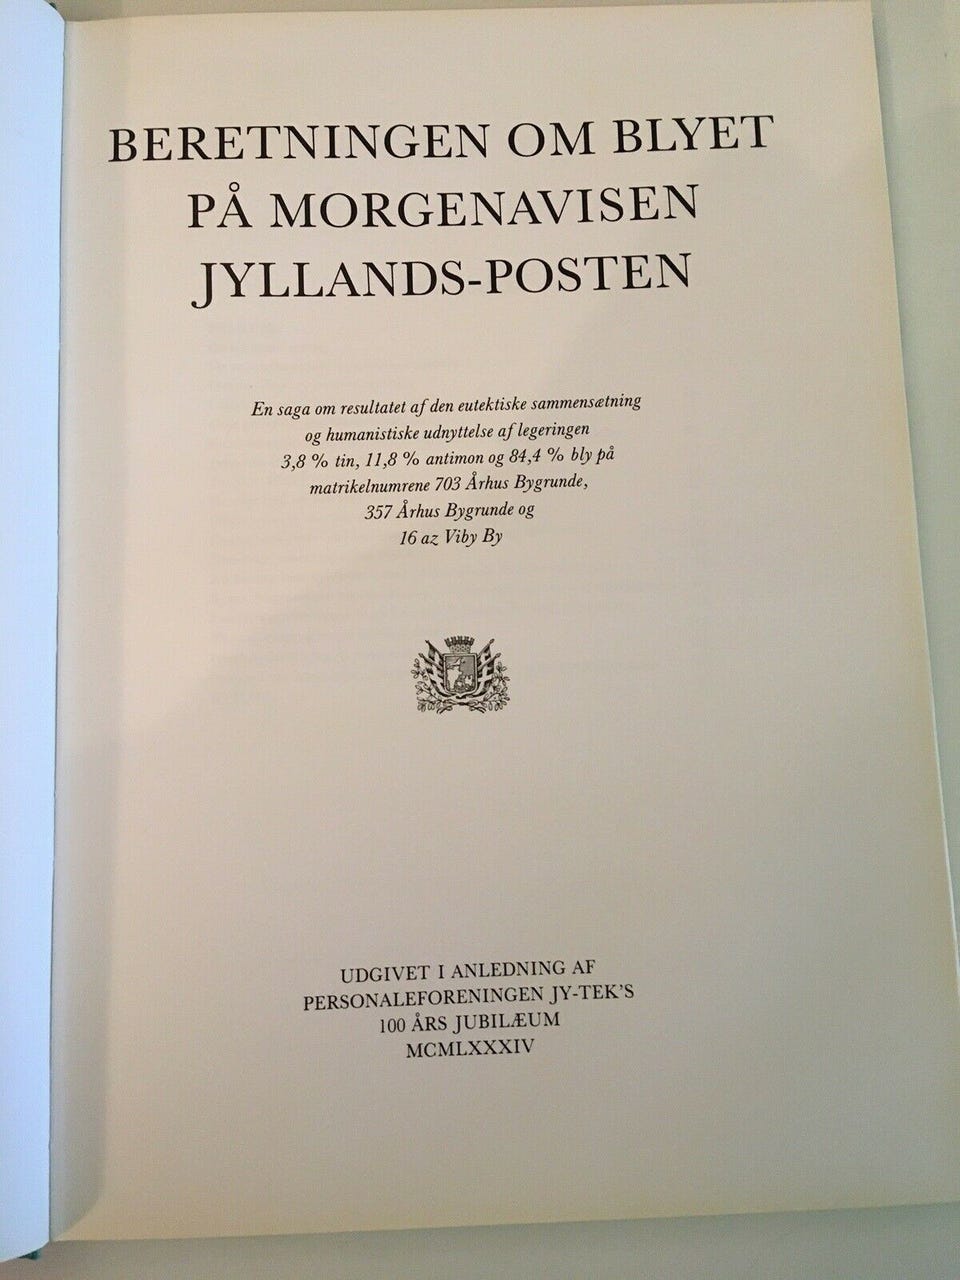 BERETNINGEN OM BLYET
PÅ MORGENAVISEN
JYLLANDS-POSTEN
En saga om resultatet af den eutektiske sammensætning
og humanistiske udnyttelse af legeringen
3,8 % tin, 11,8 % antimon og 84,4 % bly på
matrikelnumrene 703 Århus Bygrunde,
357 Århus Bygrunde og
16 az Viby By
UDGIVET I ANLEDNING AF
PERSONALEFORENINGEN JY-TEK'S
100 ÅRS JUBILÆUM
MCMLXXXIV